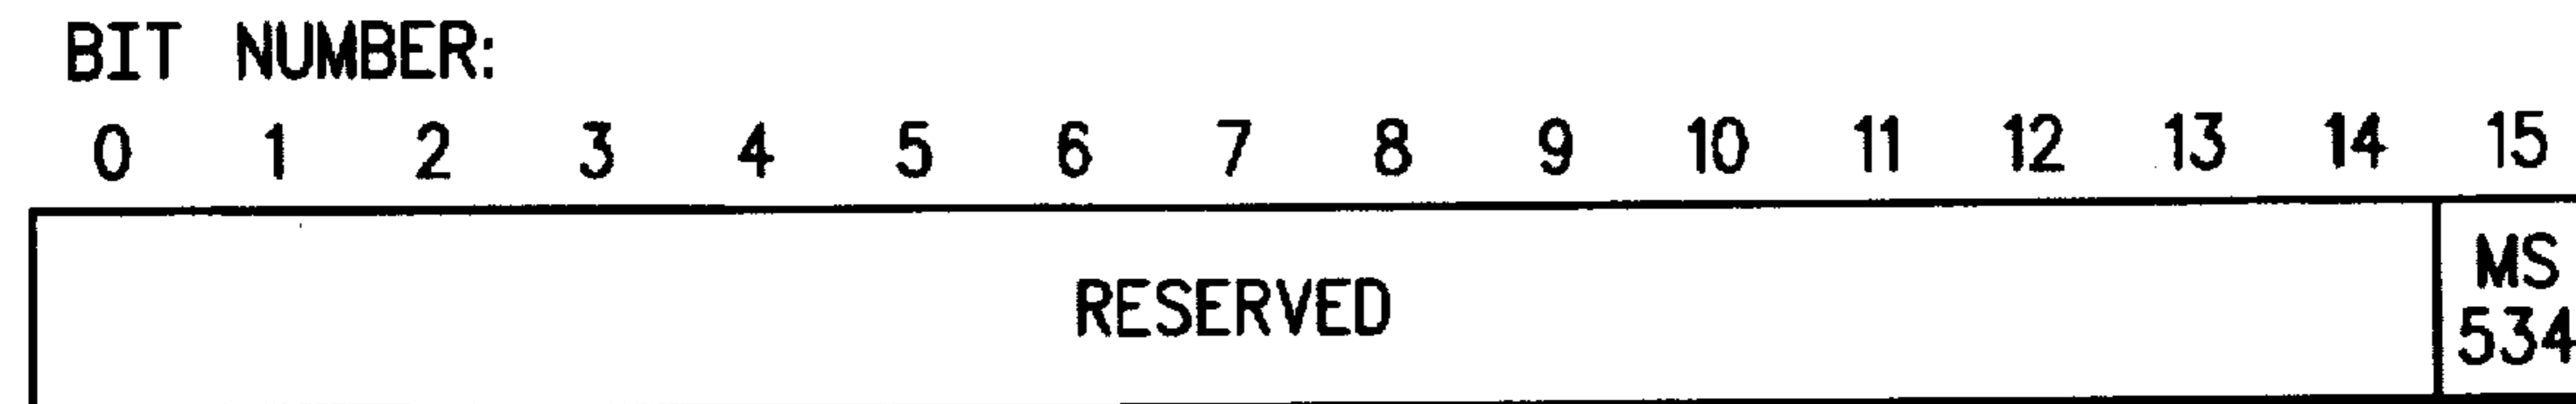 BIT NUMBER:
0 1 2 3 4 5 6 7 8 9 10 11 12 13 14 15
RESERVED
MS
534